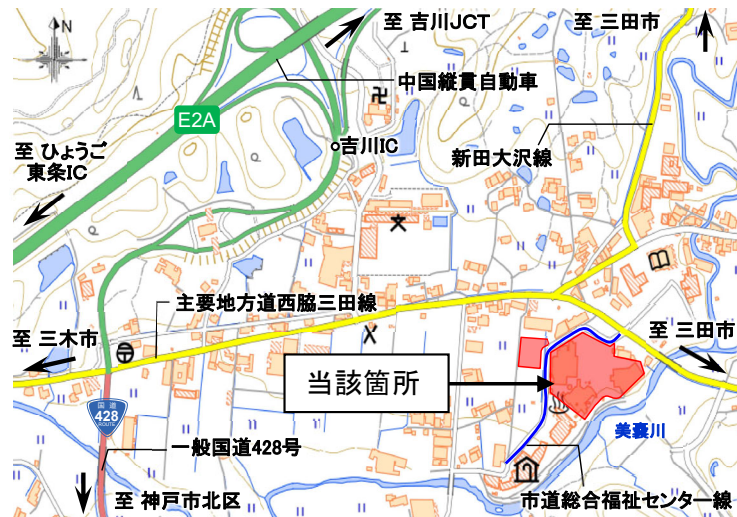 N
至 吉川JCT
至 三田市
中国縦貫自動車
E2A
至 ひょうご
東条IC
吉川IC
新田大沢線
主要地方道西脇三田線
至 三木市
至 三田市
当該箇所
国道
428
ROUTE
美嚢川
一般国道428号
市道総合福祉センター線
至 神戸市北区